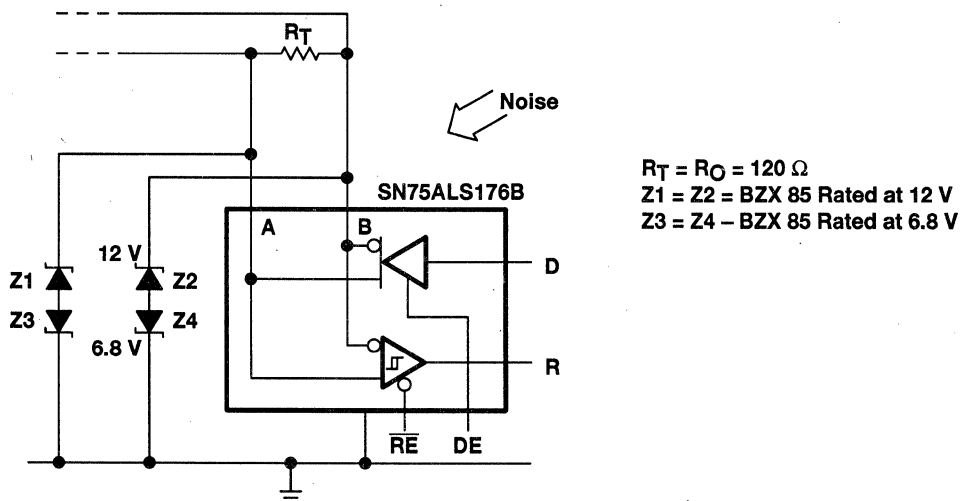 RT
Noise
RT = RO = 120 Ω
Z1 = Z2 = BZX 85 Rated at 12 V
Z3 = Z4 – BZX 85 Rated at 6.8 V
SN75ALS176B
A
B
12 V
Z1
Z2
D
Z3
Z4
6.8 V
R
RE
DE